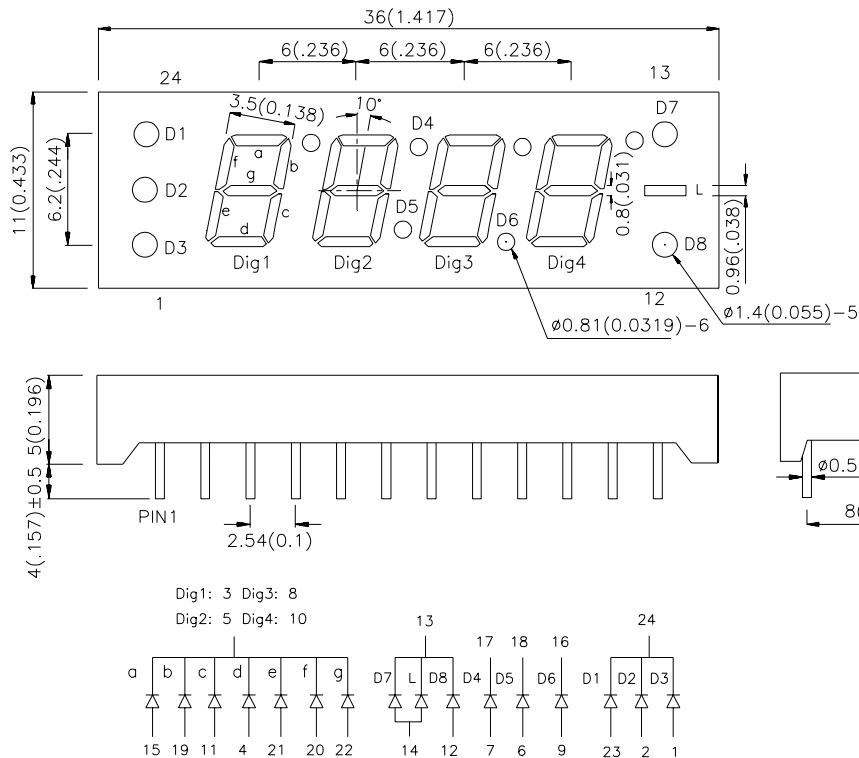 36(1.417)
6(.236) 6(.236) 6(.236)
24 13
3.5(0.138) 10°
D1 D4 D7
a
f b
g
11(0.433) 6.2(.244) D2 0.8(.031) L 0.96(.038)
e c
d
D5 D6
D3 D8
Dig1 Dig2 Dig3 Dig4
1 12
ø0.81(0.0319)-6 ø1.4(0.055)-5
5(0.196)
4(.157)±0.5
PIN1
2.54(0.1)
ø0.5
8(
Dig1: 3 Dig3: 8
Dig2: 5 Dig4: 10
13 17 18 16 24
a b c d e f g D7 L D8 D4 D5 D6 D1 D2 D3
15 19 11 4 21 20 22 14 12 7 6 9 23 2 1